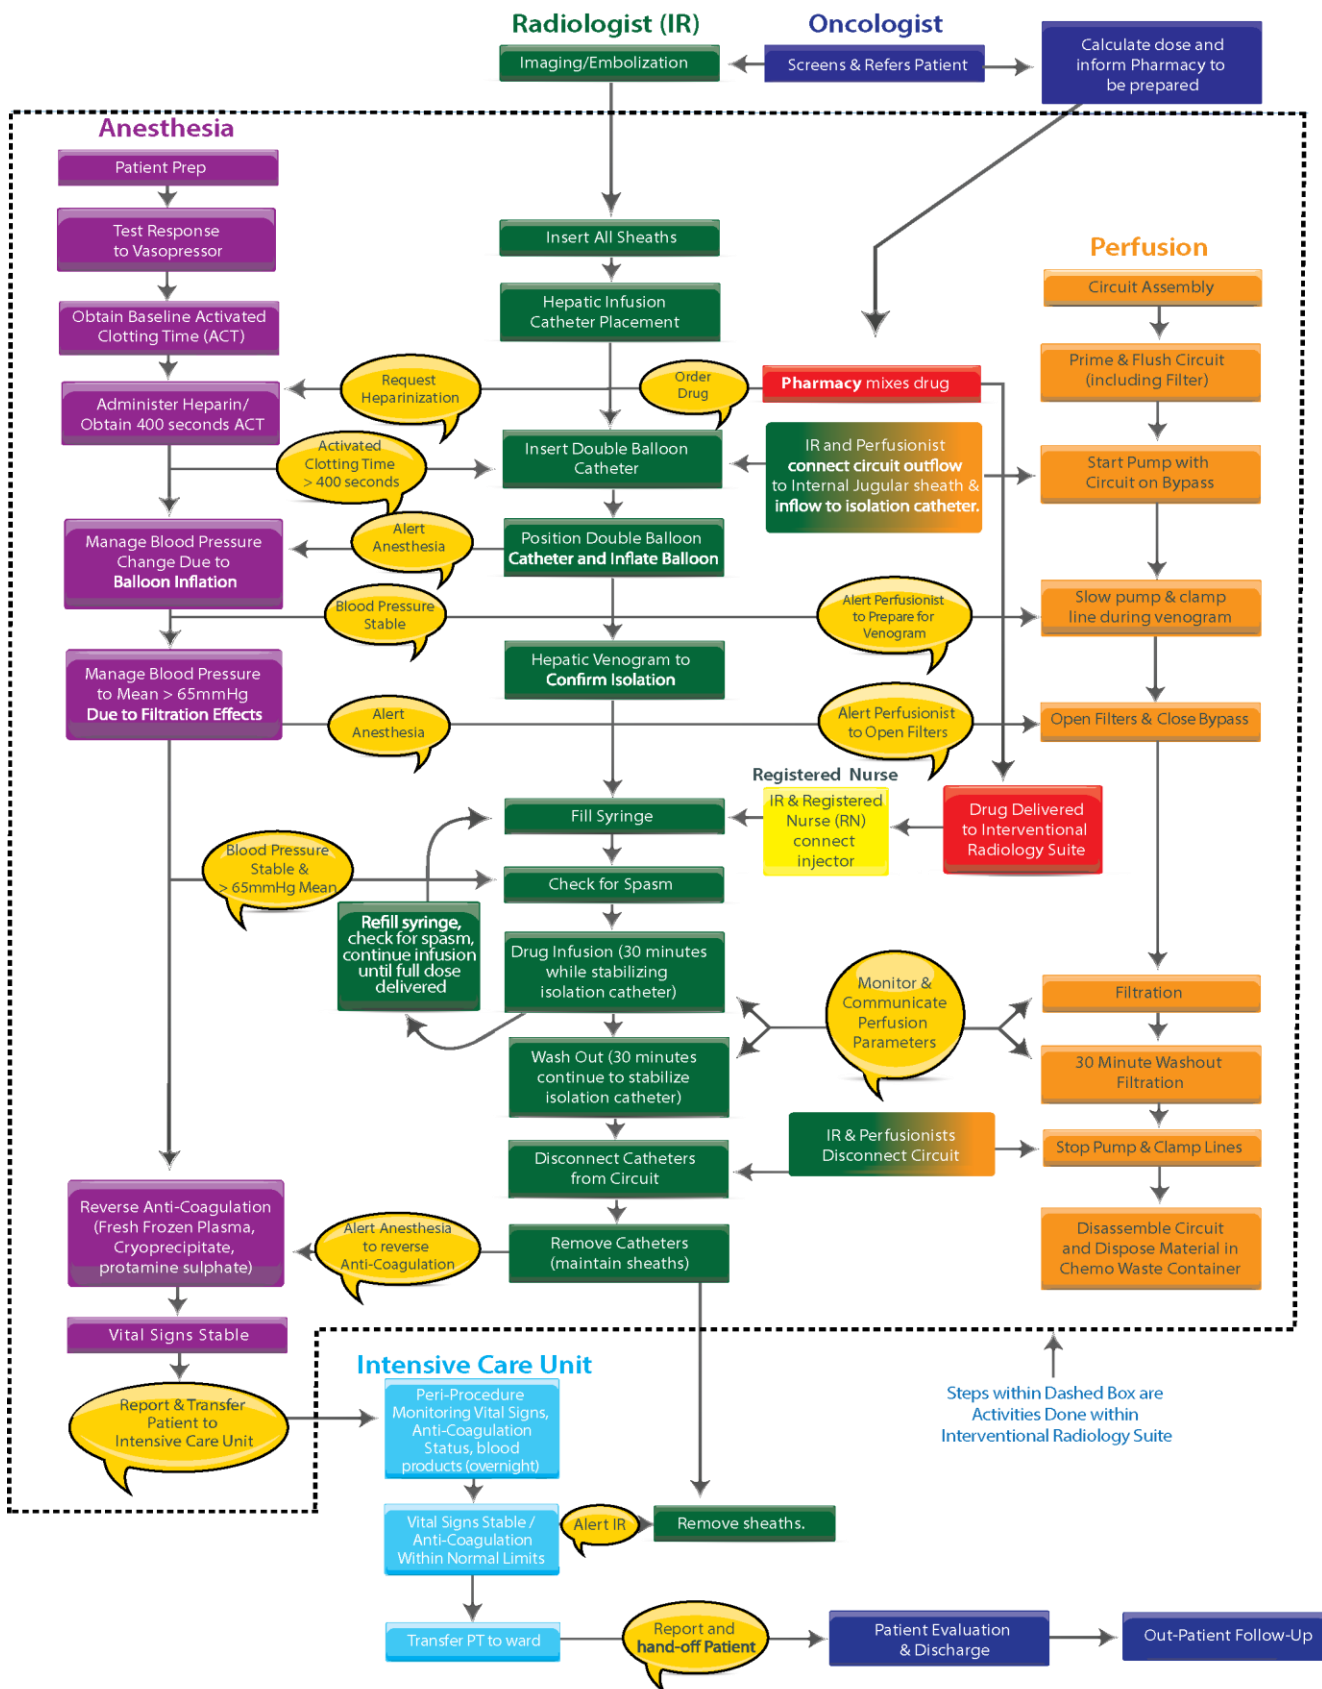 Radiologist (IR)
Oncologist
Imaging/Embolization
Screens & Refers Patient
Calculate dose and
inform Pharmacy to
be prepared
Anesthesia
Patient Prep
Test Response
to Vasopressor
Obtain Baseline Activated
Clotting Time (ACT)
Administer Heparin/
Obtain 400 seconds ACT
Manage Blood Pressure
Change Due to
Balloon Inflation
Manage Blood Pressure
to Mean > 65mmHg
Due to Filtration Effects
Reverse Anti-Coagulation
(Fresh Frozen Plasma,
Cryoprecipitate,
protamine sulphate)
Vital Signs Stable
Report & Transfer
Patient to
Intensive Care Unit
Request
Heparinization
Activated
Clotting Time
> 400 seconds
Alert
Anesthesia
Blood Pressure
Stable
Alert
Anesthesia
Blood Pressure
Stable &
> 65mmHg Mean
Refill syringe,
check for spasm,
continue infusion
until full dose
delivered
Alert Anesthesia
to reverse
Anti-Coagulation
Insert All Sheaths
Hepatic Infusion
Catheter Placement
Insert Double Balloon
Catheter
Position Double Balloon
Catheter and Inflate Balloon
Hepatic Venogram to
Confirm Isolation
Fill Syringe
Check for Spasm
Drug Infusion (30 minutes
while stabilizing
isolation catheter)
Wash Out (30 minutes
continue to stabilize
isolation catheter)
Disconnect Catheters
from Circuit
Remove Catheters
(maintain sheaths)
Order
Drug
Pharmacy mixes drug
IR and Perfusionist
connect circuit outflow
to Internal Jugular sheath &
inflow to isolation catheter.
Alert Perfusionist
to Prepare for
Venogram
Alert Perfusionist
to Open Filters
Registered Nurse
IR & Registered
Nurse (RN)
connect
injector
Drug Delivered
to Interventional
Radiology Suite
Monitor &
Communicate
Perfusion
Parameters
IR & Perfusionists
Disconnect Circuit
Perfusion
Circuit Assembly
Prime & Flush Circuit
(including Filter)
Start Pump with
Circuit on Bypass
Slow pump & clamp
line during venogram
Open Filters & Close Bypass
Filtration
30 Minute Washout
Filtration
Stop Pump & Clamp Lines
Disassemble Circuit
and Dispose Material in
Chemo Waste Container
Steps within Dashed Box are
Activities Done within
Interventional Radiology Suite
Intensive Care Unit
Peri-Procedure
Monitoring Vital Signs,
Anti-Coagulation
Status, blood
products (overnight)
Vital Signs Stable /
Anti-Coagulation
Within Normal Limits
Alert IR
Remove sheaths.
Transfer PT to ward
Report and
hand-off Patient
Patient Evaluation
& Discharge
Out-Patient Follow-Up